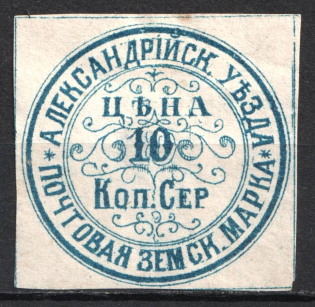 АЛЕКСАНДРІЙСК. УѢЗДА
ЦѢНА
10
Коп. Сер
* ПОЧТОВАЯ ЗЕМСК. МАРКА *